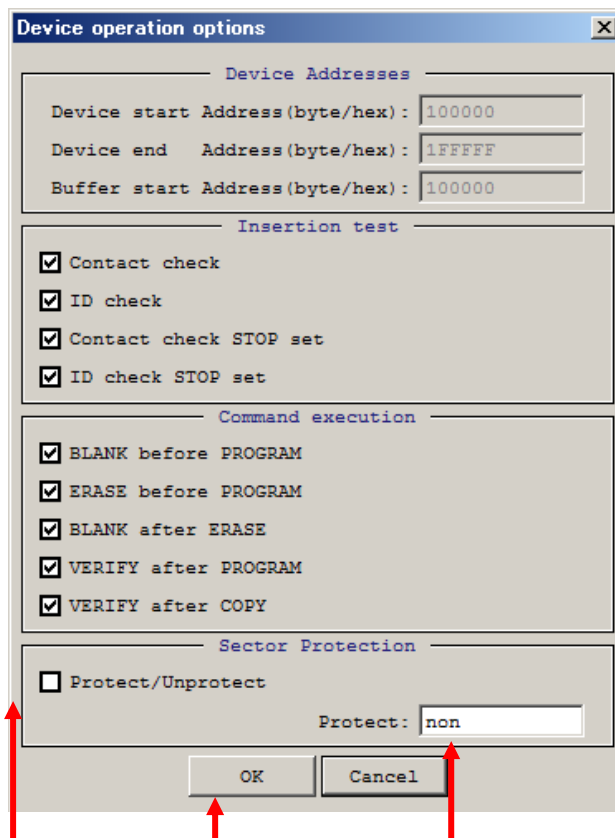 Device operation options
Device Addresses
Device start Address(byte/hex): 100000
Device end Address(byte/hex): 1FFFFF
Buffer start Address(byte/hex): 100000
Insertion test
Contact check
ID check
Contact check STOP set
ID check STOP set
Command execution
BLANK before PROGRAM
ERASE before PROGRAM
BLANK after ERASE
VERIFY after PROGRAM
VERIFY after COPY
Sector Protection
Protect/Unprotect
Protect: non
OK Cancel